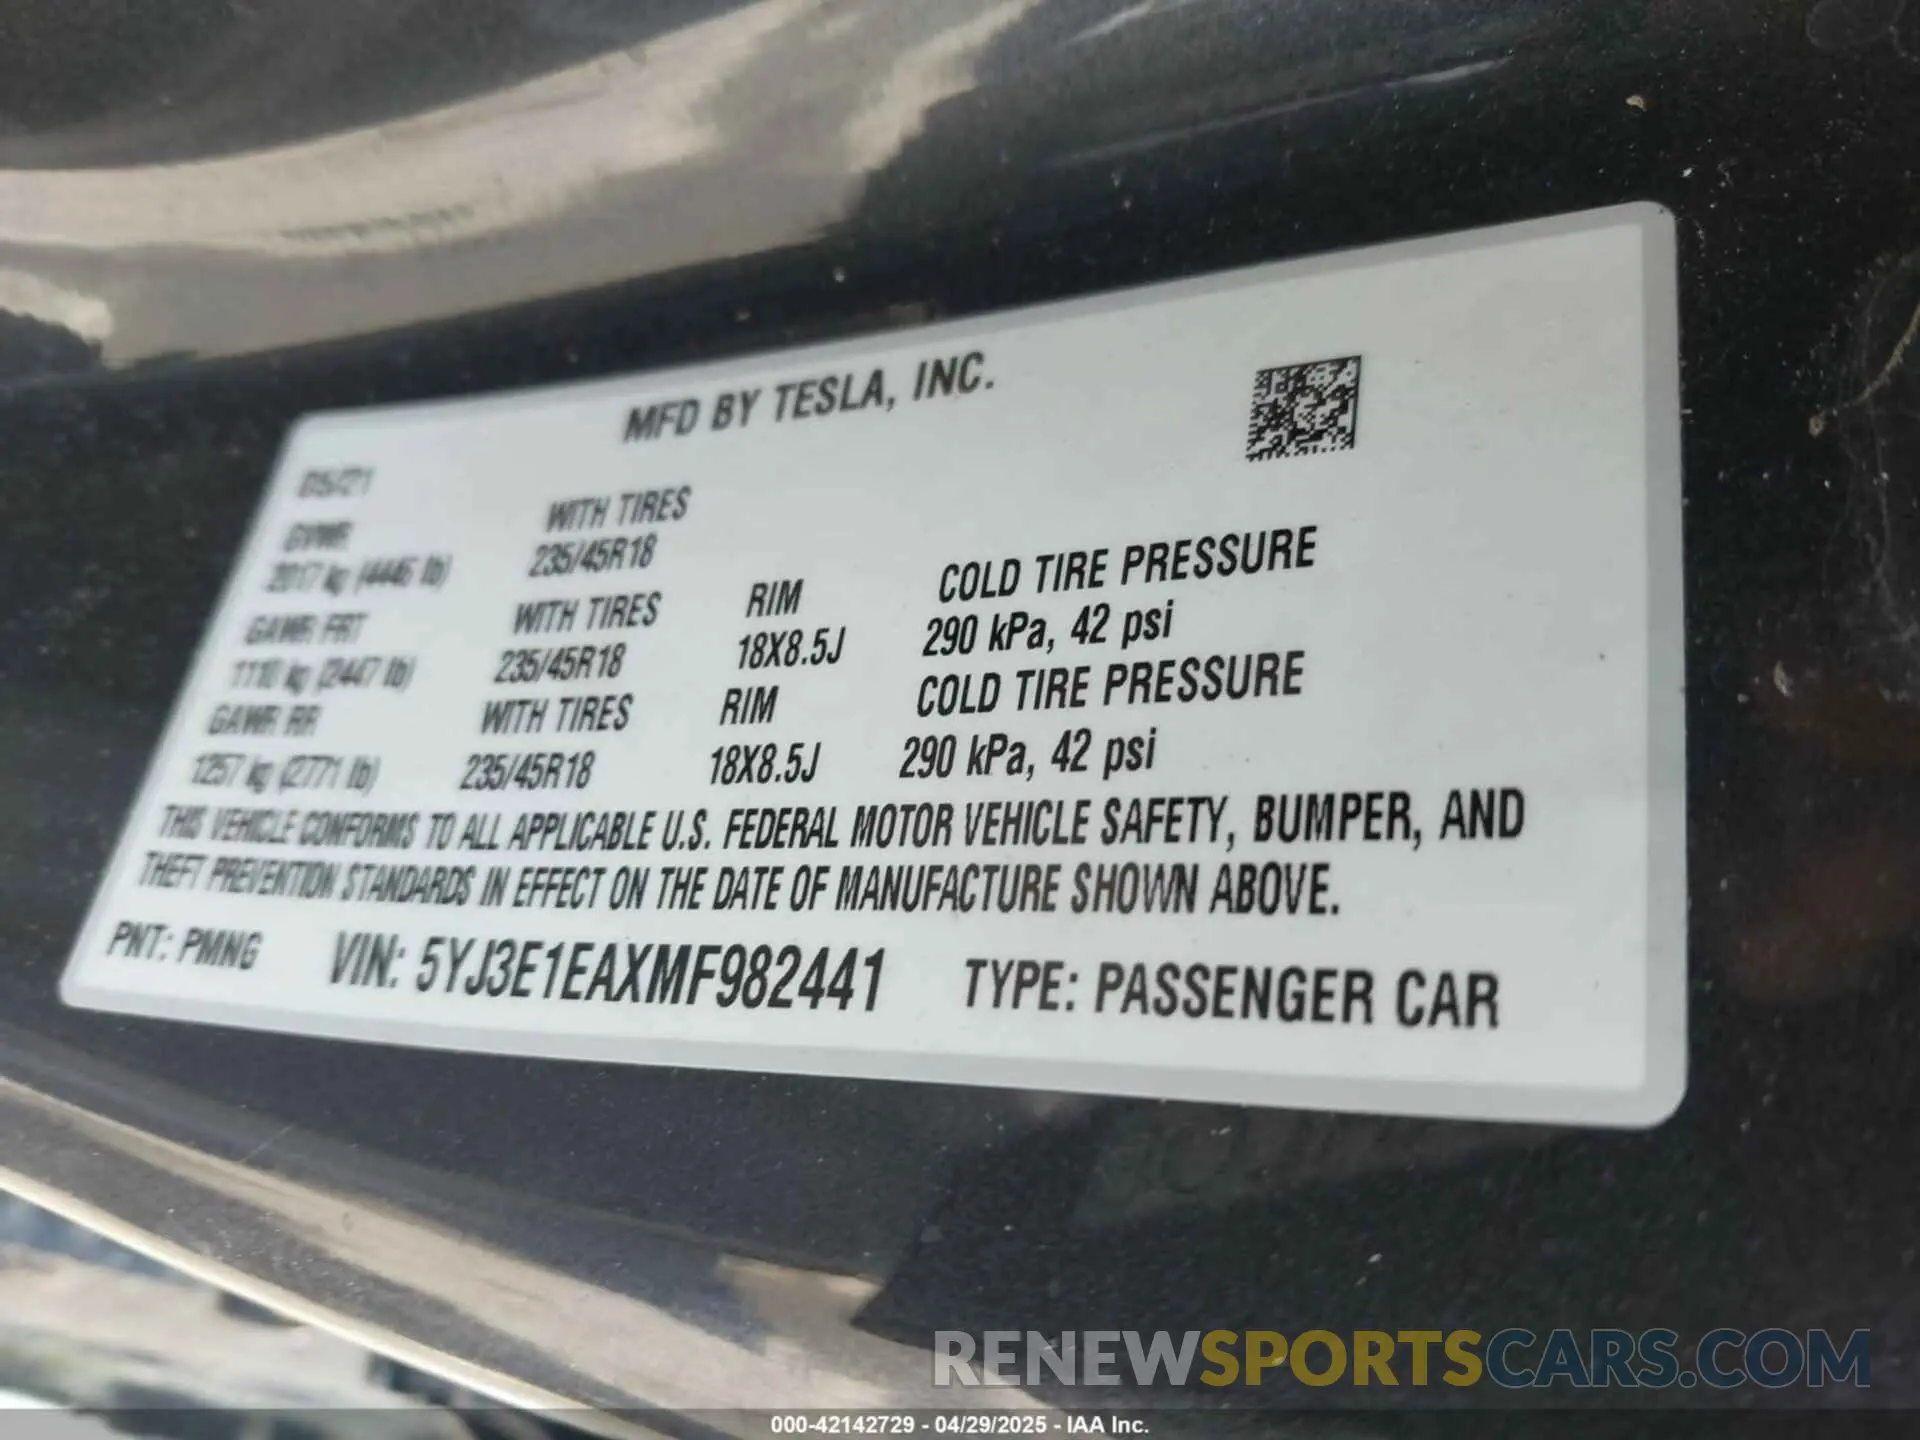 MFD BY TESLA, INC.
05/21
GVWR WITH TIRES
2017 kg (4446 lb) 235/45R18
GAWR FRT WITH TIRES RIM COLD TIRE PRESSURE
1110 kg (2447 lb) 235/45R18 18X8.5J 290 kPa, 42 psi
GAWR RR WITH TIRES RIM COLD TIRE PRESSURE
1257 kg (2771 lb) 235/45R18 18X8.5J 290 kPa, 42 psi
THIS VEHICLE CONFORMS TO ALL APPLICABLE U.S. FEDERAL MOTOR VEHICLE SAFETY, BUMPER, AND
THEFT PREVENTION STANDARDS IN EFFECT ON THE DATE OF MANUFACTURE SHOWN ABOVE.
PNT: PMNG VIN: 5YJ3E1EAXMF982441 TYPE: PASSENGER CAR
RENEWSPORTSCARS.COM
000-42142729 - 04/29/2025 - IAA Inc.